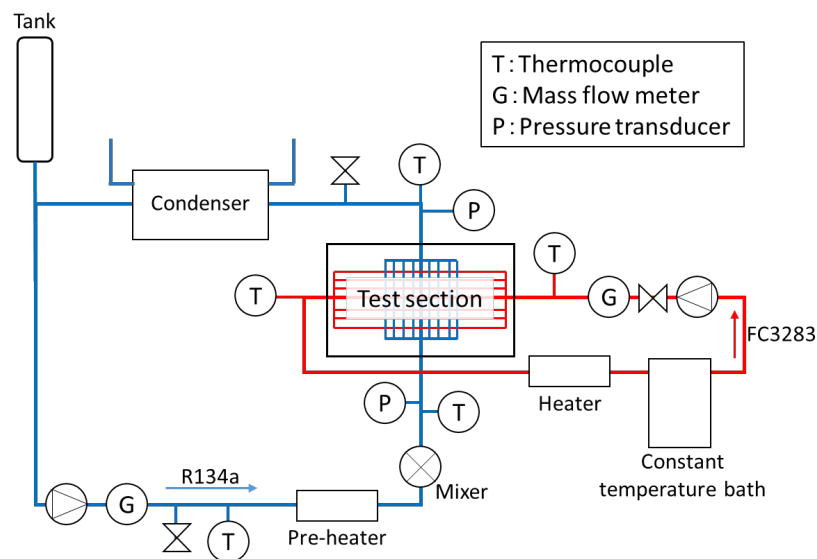 Tank
T : Thermocouple
G : Mass flow meter
P : Pressure transducer
T
Condenser
P
T
T
Test section
G
FC3283
P
T
Heater
Constant
temperature bath
R134a
Mixer
G
T
Pre-heater